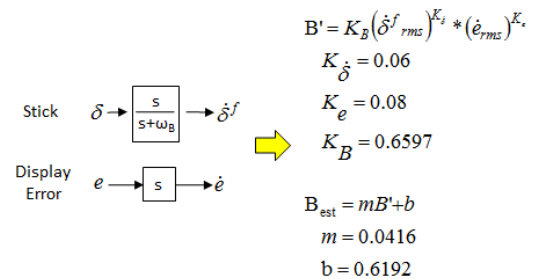 B' = K_B(δ̇^f_rms)^K_δ̇ * (ė_rms)^K_e
K_δ̇ = 0.06
K_e = 0.08
K_B = 0.6597
Stick δ s/(s+ω_B) δ̇^f
Display
Error e s ė
B_est = mB'+b
m = 0.0416
b = 0.6192